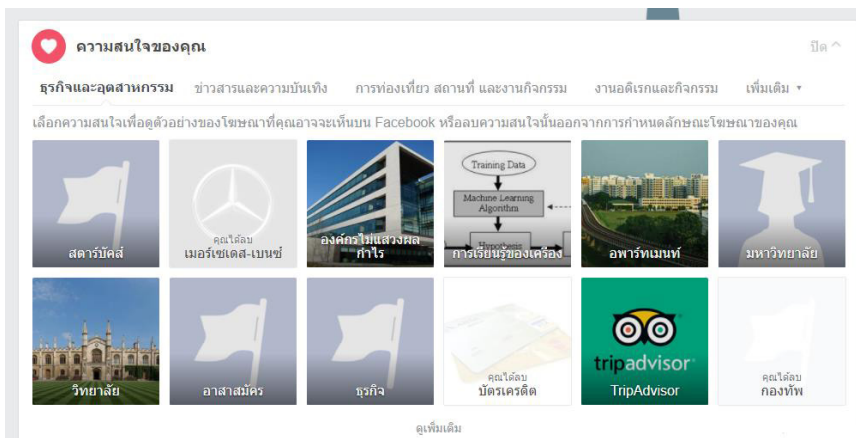 ความสนใจของคุณ
ปิด
ธุรกิจและอุตสาหกรรม ข่าวสารและความบันเทิง การท่องเที่ยว สถานที่ และงานกิจกรรม งานอดิเรกและกิจกรรม เพิ่มเติม
เลือกความสนใจเพื่อดูตัวอย่างของโฆษณาที่คุณอาจจะเห็นบน Facebook หรือลบความสนใจนั้นออกจากการกำหนดลักษณะโฆษณาของคุณ
สตาร์บัคส์
คุณได้ลบ
เมอร์เซเดส-เบนซ์
องค์กรไม่แสวงผล
กำไร
Training Data
Machine Learning
Algorithm
Hypothesis
การเรียนรู้ของเครื่อง
อพาร์ทเมนท์
มหาวิทยาลัย
วิทยาลัย
อาสาสมัคร
ธุรกิจ
คุณได้ลบ
บัตรเครดิต
tripadvisor
TripAdvisor
คุณได้ลบ
กองทัพ
ดูเพิ่มเติม